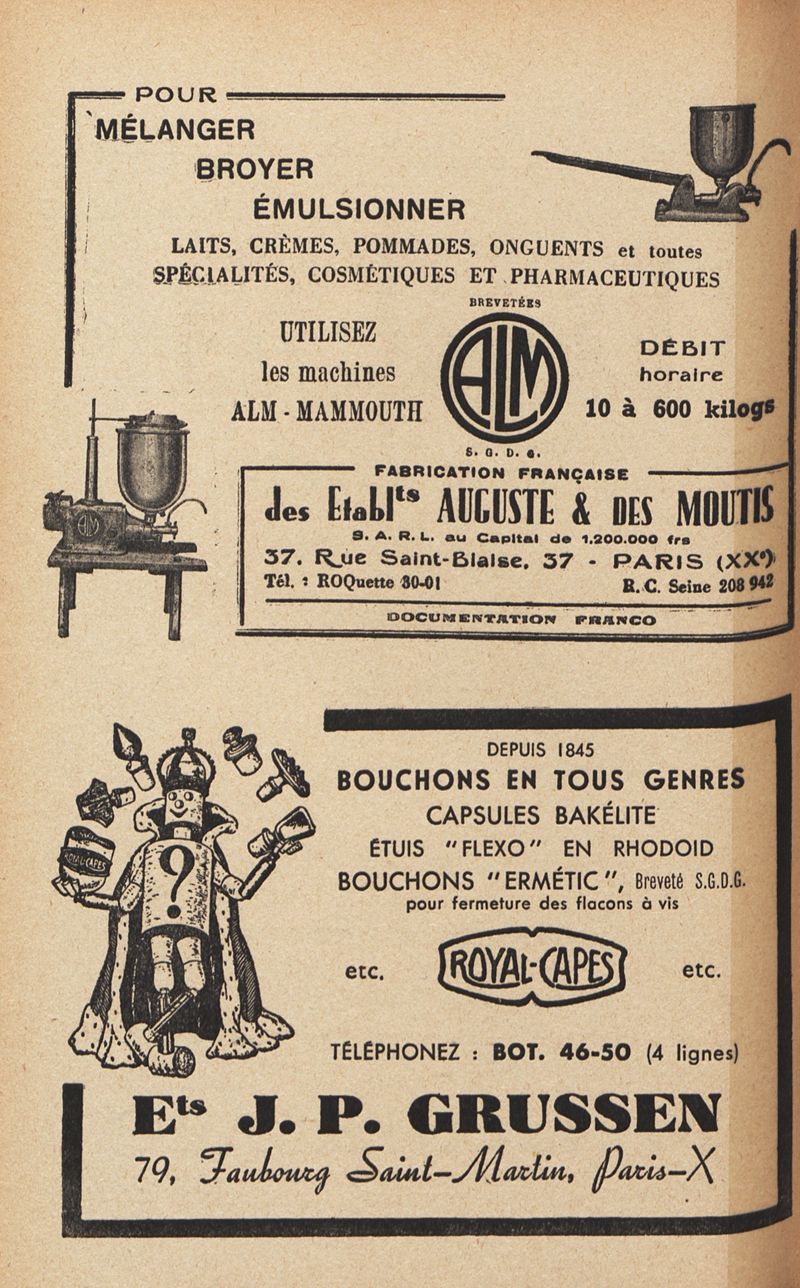 POUR
MÉLANGER
BROYER
ÉMULSIONNER
LAITS, CRÈMES, POMMADES, ONGUENTS et toutes
SPÉCIALITÉS, COSMÉTIQUES ET PHARMACEUTIQUES
BREVETÉES
UTILISEZ
les machines
ALM - MAMMOUTH
ALM
DÉBIT
horaire
10 à 600 kilogs
S. G. D. G.
ALM
FABRICATION FRANÇAISE
des Etablts AUGUSTE & DES MOUTIS
S. A. R. L. au Capital de 1.200.000 frs
37, Rue Saint-Blaise, 37 - PARIS (XXe)
Tél. : ROQuette 30-01 R. C. Seine 208 942
DOCUMENTATION FRANCO
DEPUIS 1845
BOUCHONS EN TOUS GENRES
CAPSULES BAKÉLITE
ÉTUIS "FLEXO" EN RHODOID
BOUCHONS "ERMÉTIC", Breveté S.G.D.G.
pour fermeture des flacons à vis
ROYAL-CAPES
?
etc. ROYAL-CAPES etc.
TÉLÉPHONEZ : BOT. 46-50 (4 lignes)
Ets J. P. GRUSSEN
79, Faubourg Saint-Martin, Paris-X